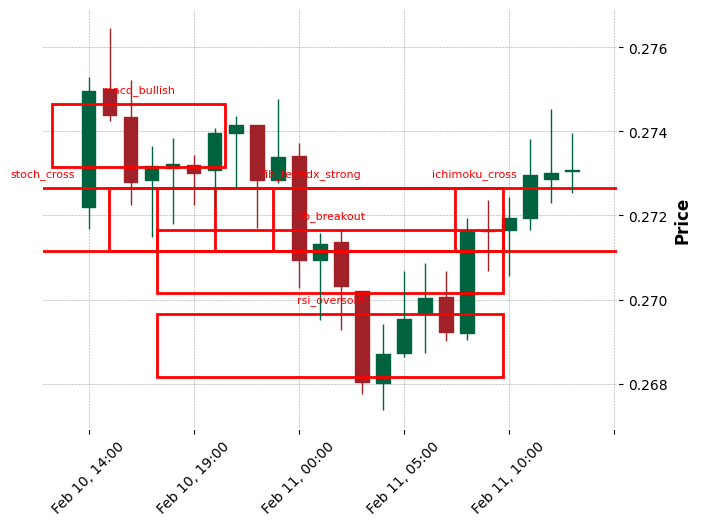 0.276
macd_bullish
0.274
stoch_cross
ichimoku_cross
0.272
Price
rsi_oversold
0.270
0.268
Feb 10, 14:00
Feb 10, 19:00
Feb 11, 00:00
Feb 11, 05:00
Feb 11, 10:00